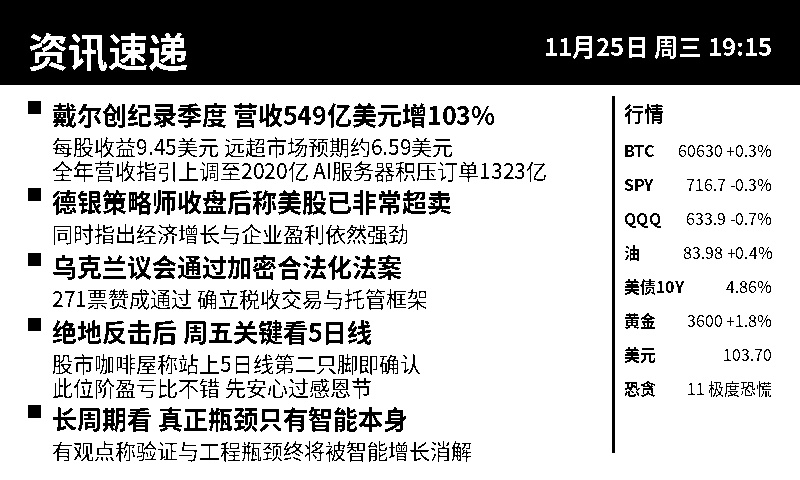 资讯速递
11月25日 周三 19:15
戴尔创纪录季度 营收549亿美元增103%
每股收益9.45美元 远超市场预期约6.59美元
全年营收指引上调至2020亿 AI服务器积压订单1323亿
德银策略师收盘后称美股已非常超卖
同时指出经济增长与企业盈利依然强劲
乌克兰议会通过加密合法化法案
271票赞成通过 确立税收交易与托管框架
绝地反击后 周五关键看5日线
股市咖啡屋称站上5日线第二只脚即确认
此位阶盈亏比不错 先安心过感恩节
长周期看 真正瓶颈只有智能本身
有观点称验证与工程瓶颈终将被智能增长消解
行情
BTC 60630 +0.3%
SPY 716.7 -0.3%
QQQ 633.9 -0.7%
油 83.98 +0.4%
美债10Y 4.86%
黄金 3600 +1.8%
美元 103.70
恐贪 11 极度恐慌